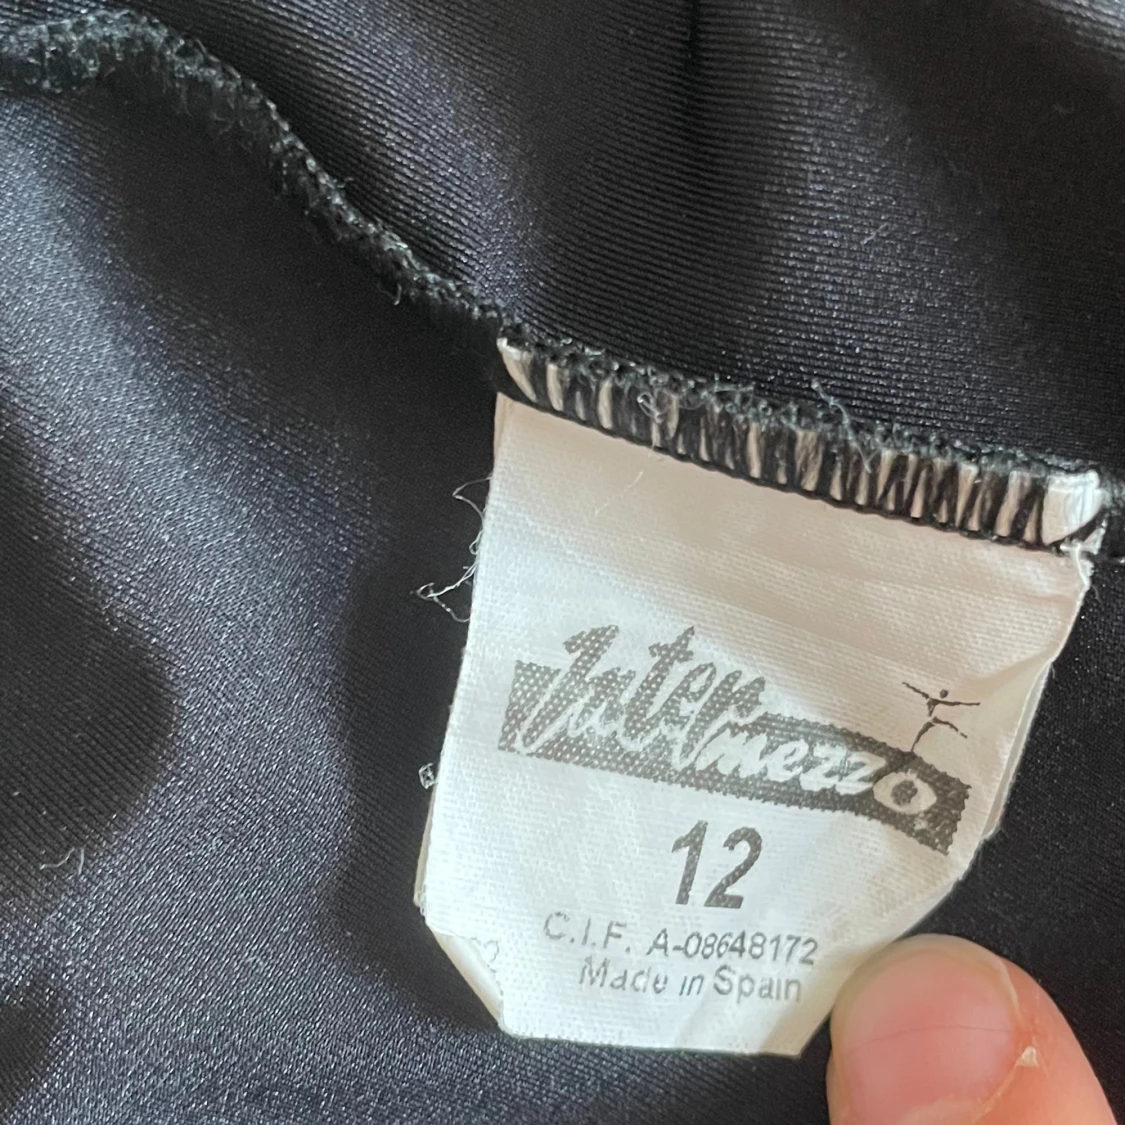 Intermezzo
12
C.I.F. A-08648172
Made in Spain